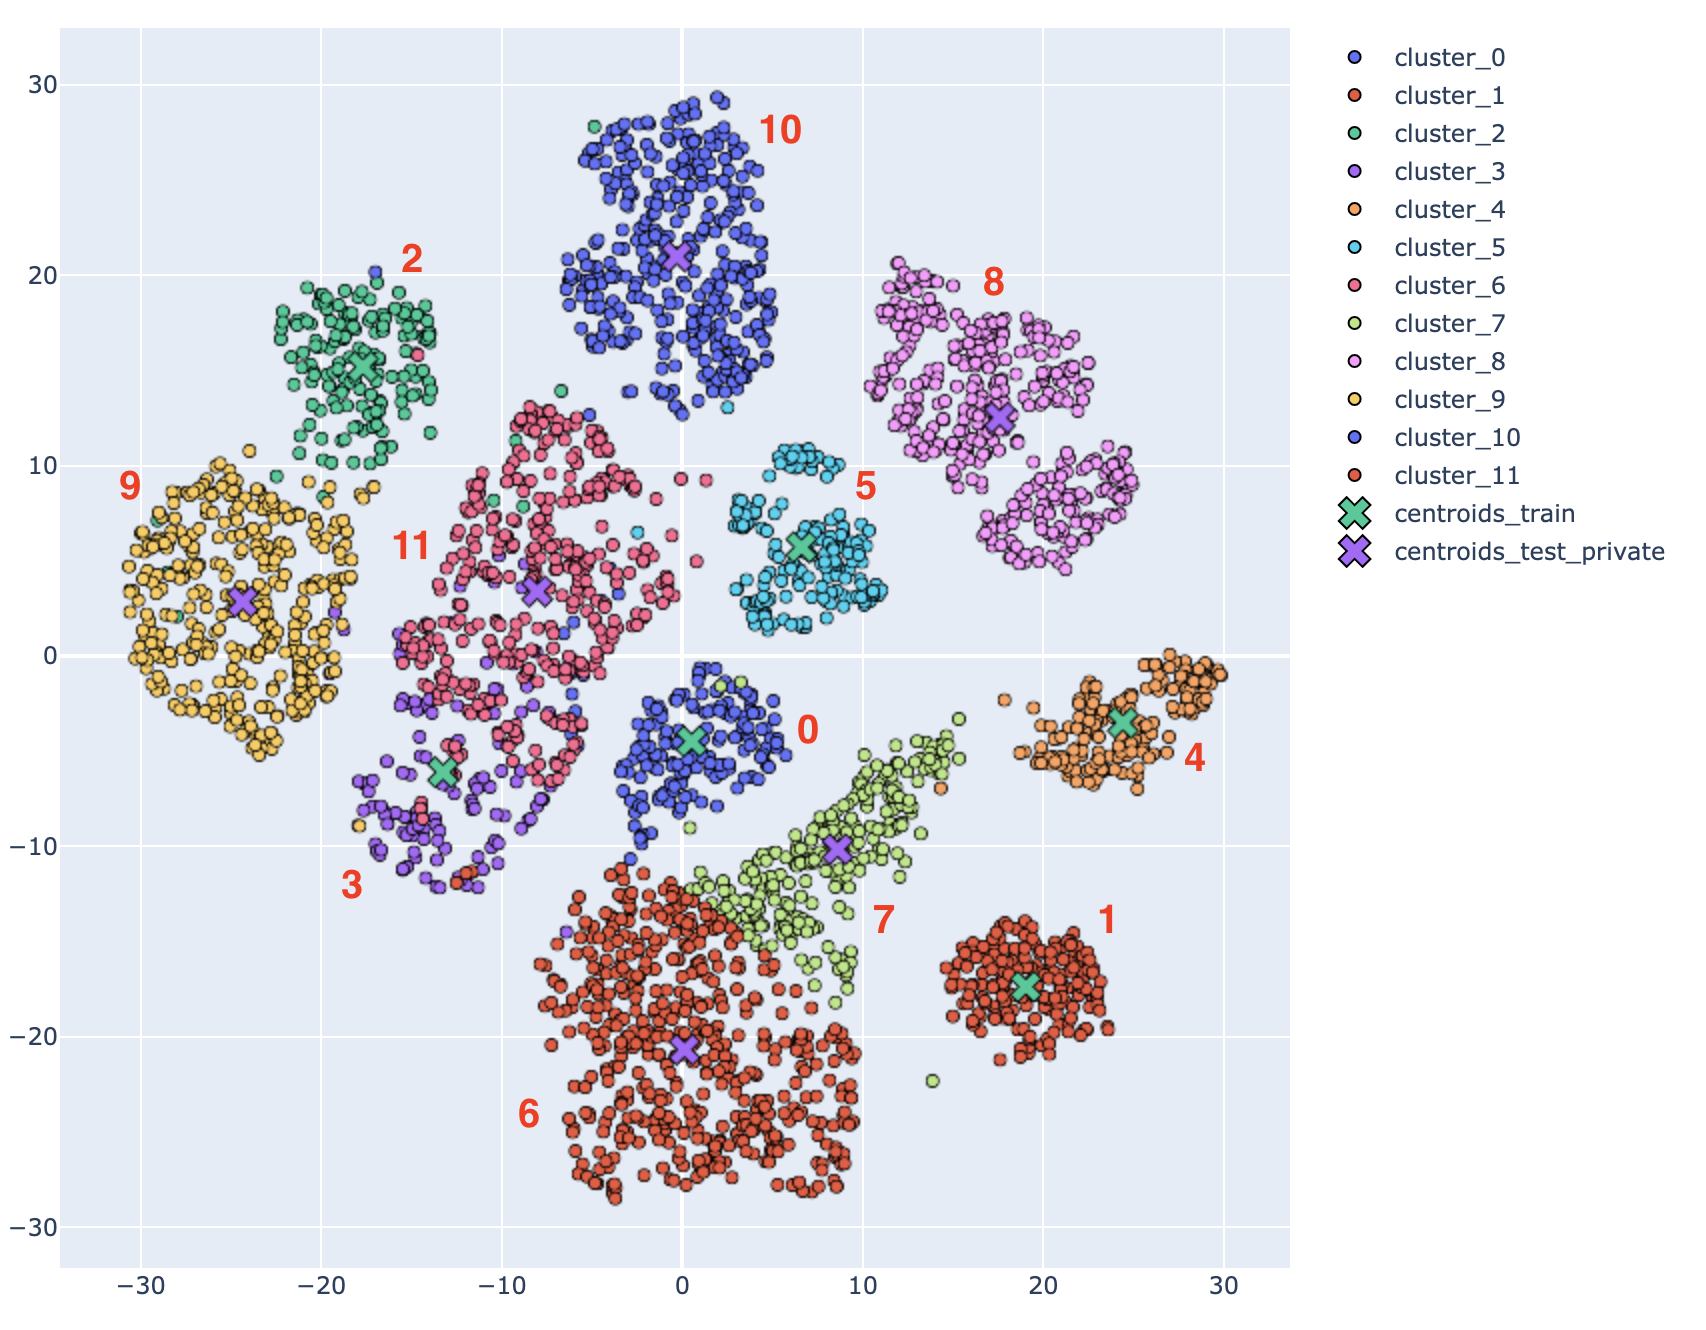 30
20
10
0
−10
−20
−30
−30 −20 −10 0 10 20 30
10
2
8
9
5
11
0
4
3
7
1
6
cluster_0
cluster_1
cluster_2
cluster_3
cluster_4
cluster_5
cluster_6
cluster_7
cluster_8
cluster_9
cluster_10
cluster_11
centroids_train
centroids_test_private